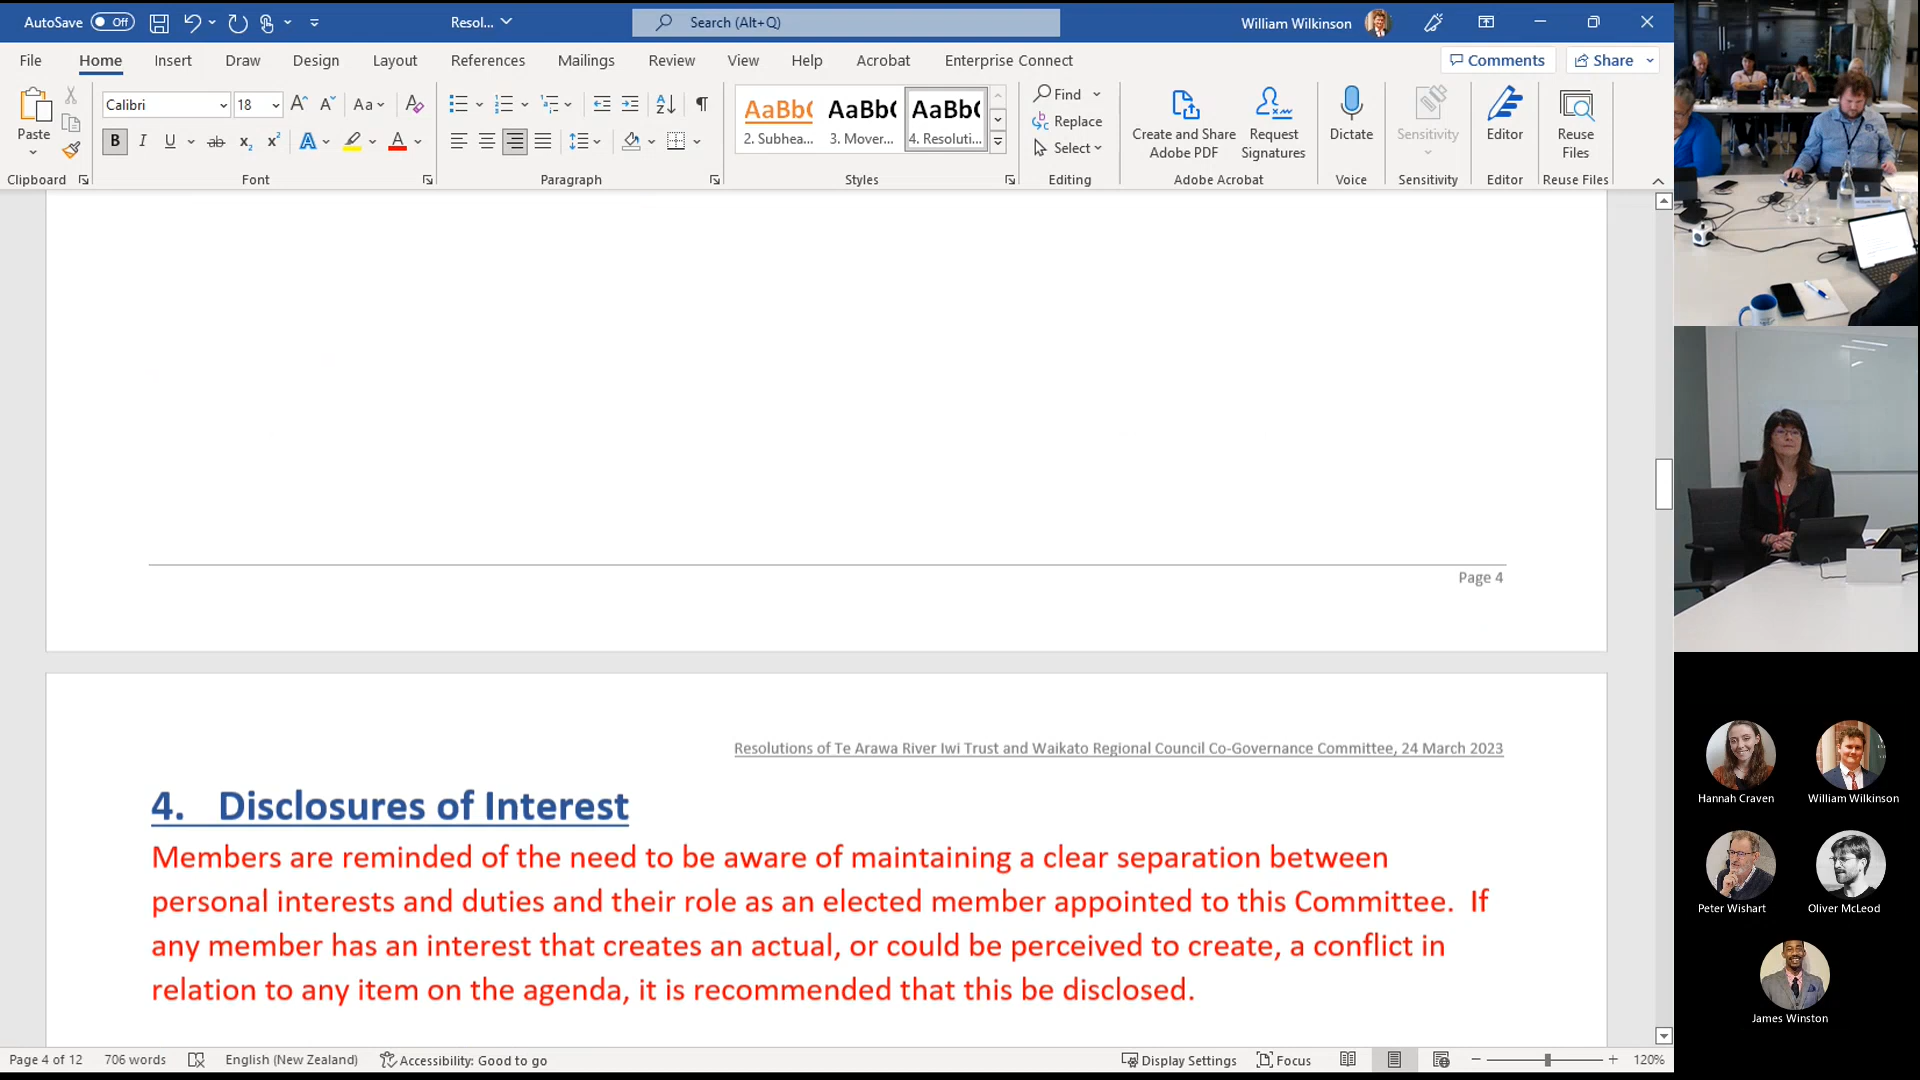 AutoSave Off Resol... Search (Alt+Q) William Wilkinson
File Home Insert Draw Design Layout References Mailings Review View Help Acrobat Enterprise Connect Comments Share
Calibri 18 Aa AaBbC AaBbC AaBbC Find
Paste Replace Create and Share Request Dictate Sensitivity Editor Reuse
B I U ab x₂ x² A A 2. Subhea... 3. Mover... 4. Resoluti... Select Adobe PDF Signatures Files
Clipboard Font Paragraph Styles Editing Adobe Acrobat Voice Sensitivity Editor Reuse Files
Page 4
Resolutions of Te Arawa River Iwi Trust and Waikato Regional Council Co-Governance Committee, 24 March 2023
4. Disclosures of Interest
Members are reminded of the need to be aware of maintaining a clear separation between
personal interests and duties and their role as an elected member appointed to this Committee. If
any member has an interest that creates an actual, or could be perceived to create, a conflict in
relation to any item on the agenda, it is recommended that this be disclosed.
Page 4 of 12 706 words English (New Zealand) Accessibility: Good to go Display Settings Focus 120%
Hannah Craven William Wilkinson
Peter Wishart Oliver McLeod
James Winston